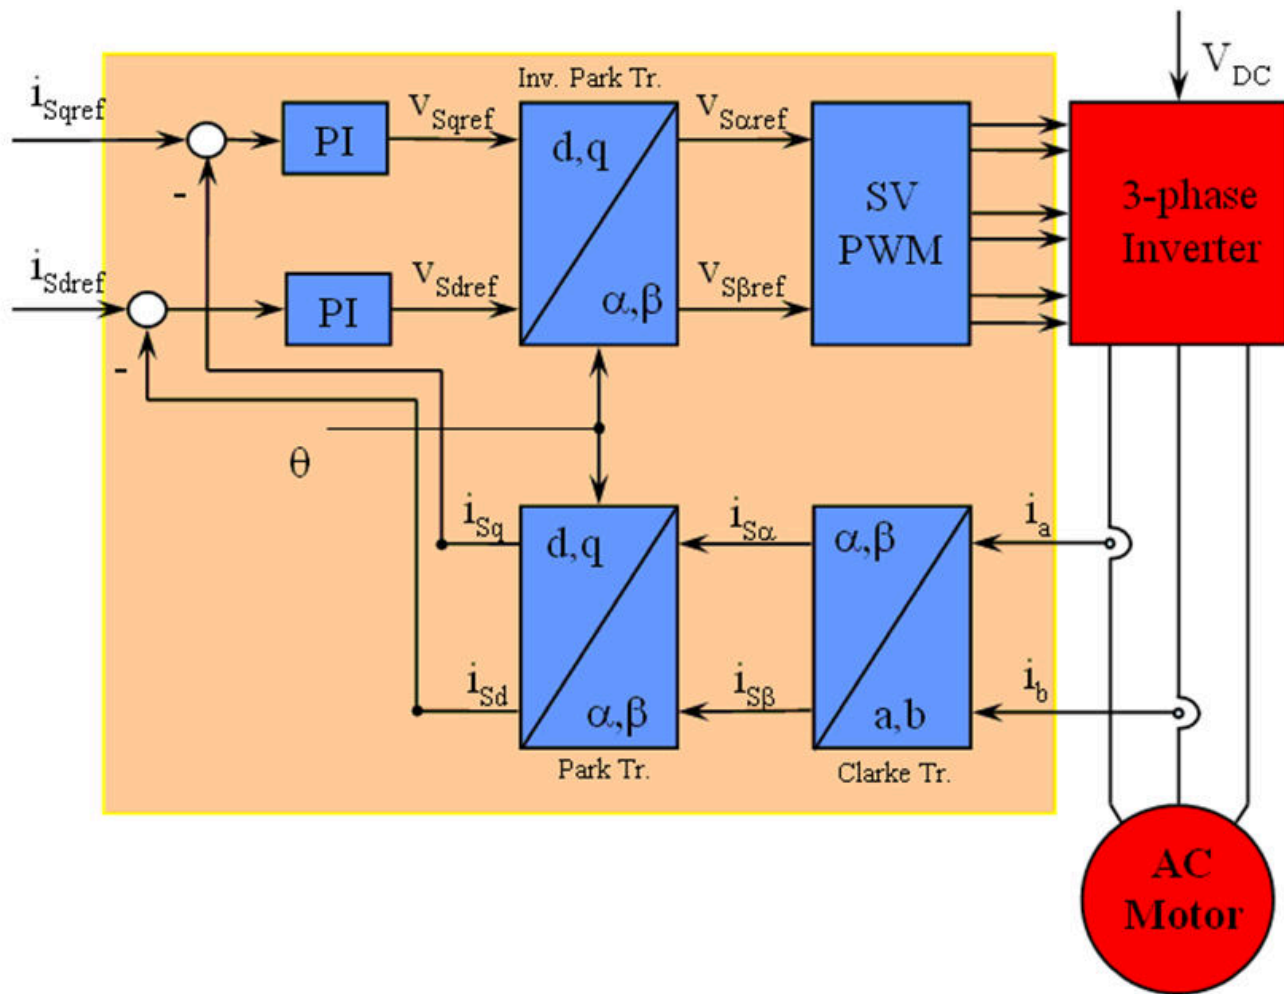 Inv. Park Tr.
V_DC
i_Sqref
PI
v_Sqref
d,q
α,β
v_Sαref
SV
PWM
3-phase
Inverter
-
i_Sdref
PI
v_Sdref
v_Sβref
-
θ
i_Sq
d,q
α,β
i_Sα
α,β
a,b
i_a
i_Sd
i_Sβ
i_b
Park Tr.
Clarke Tr.
AC
Motor